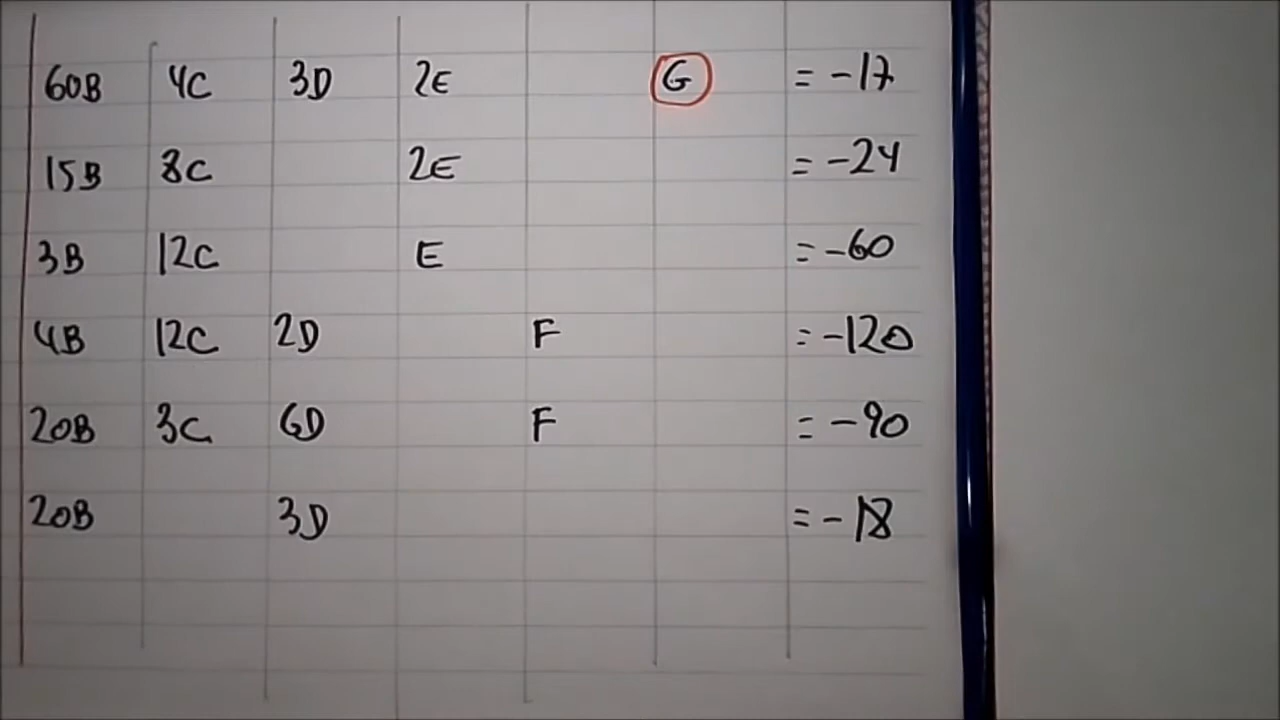 60B 4C 3D 2E G = -17
15B 8C 2E = -24
3B 12C E = -60
4B 12C 2D F = -120
20B 3C 6D F = -90
20B 3D = -18